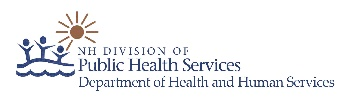 NH DIVISION OF
Public Health Services
Department of Health and Human Services